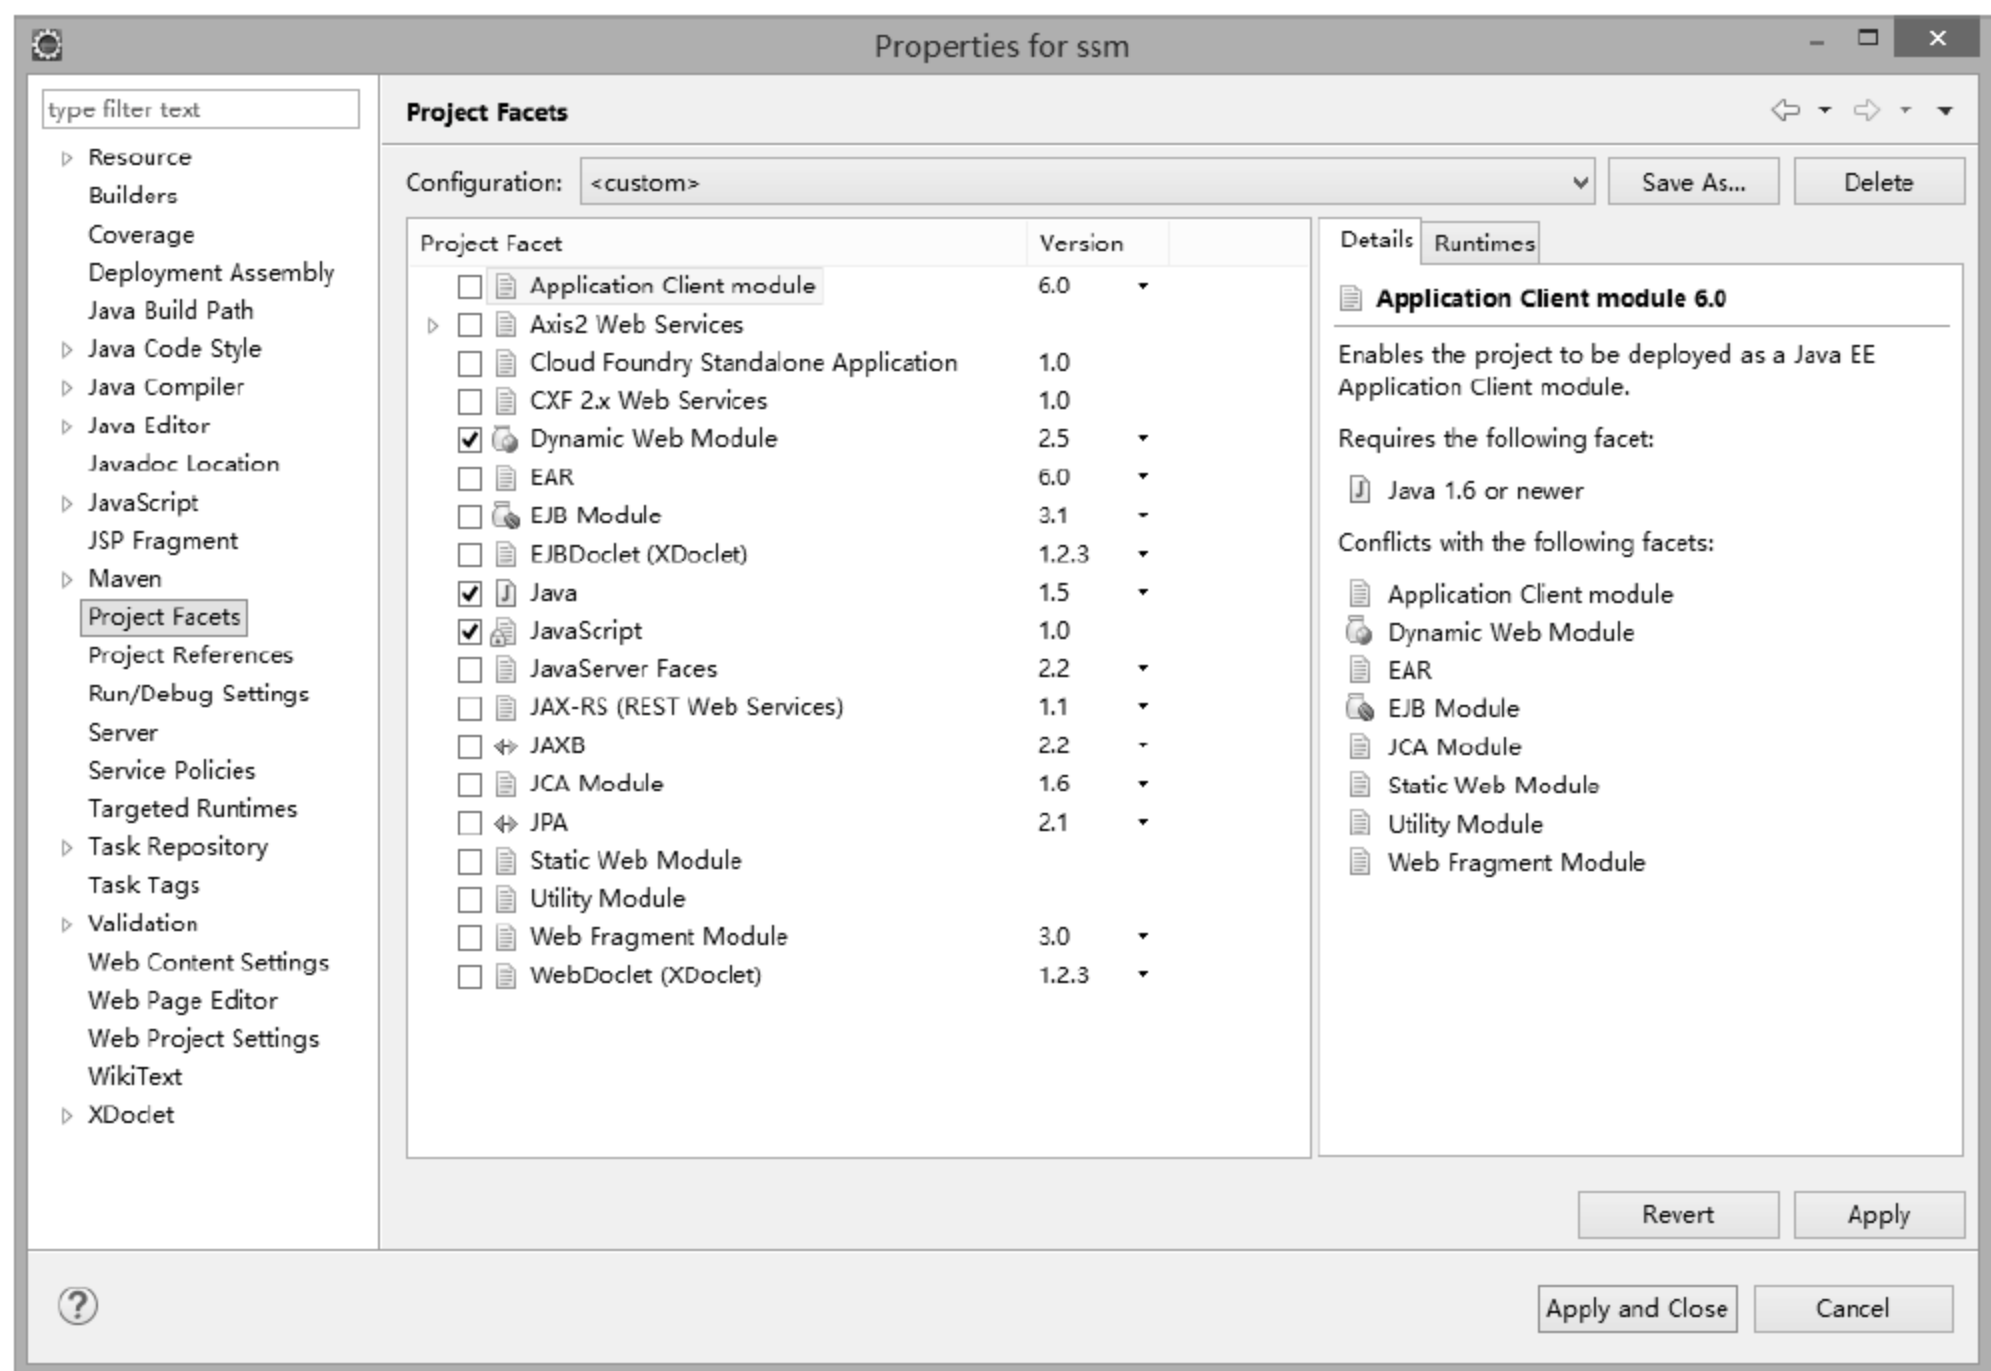 Properties for ssm
type filter text
Resource
Builders
Coverage
Deployment Assembly
Java Build Path
Java Code Style
Java Compiler
Java Editor
Javadoc Location
JavaScript
JSP Fragment
Maven
Project Facets
Project References
Run/Debug Settings
Server
Service Policies
Targeted Runtimes
Task Repository
Task Tags
Validation
Web Content Settings
Web Page Editor
Web Project Settings
WikiText
XDoclet
Project Facets
Configuration: <custom> Save As... Delete
Project Facet Version
Application Client module 6.0
Axis2 Web Services
Cloud Foundry Standalone Application 1.0
CXF 2.x Web Services 1.0
Dynamic Web Module 2.5
EAR 6.0
EJB Module 3.1
EJBDoclet (XDoclet) 1.2.3
Java 1.5
JavaScript 1.0
JavaServer Faces 2.2
JAX-RS (REST Web Services) 1.1
JAXB 2.2
JCA Module 1.6
JPA 2.1
Static Web Module
Utility Module
Web Fragment Module 3.0
WebDoclet (XDoclet) 1.2.3
Details Runtimes
Application Client module 6.0
Enables the project to be deployed as a Java EE
Application Client module.
Requires the following facet:
Java 1.6 or newer
Conflicts with the following facets:
Application Client module
Dynamic Web Module
EAR
EJB Module
JCA Module
Static Web Module
Utility Module
Web Fragment Module
Revert Apply
Apply and Close Cancel